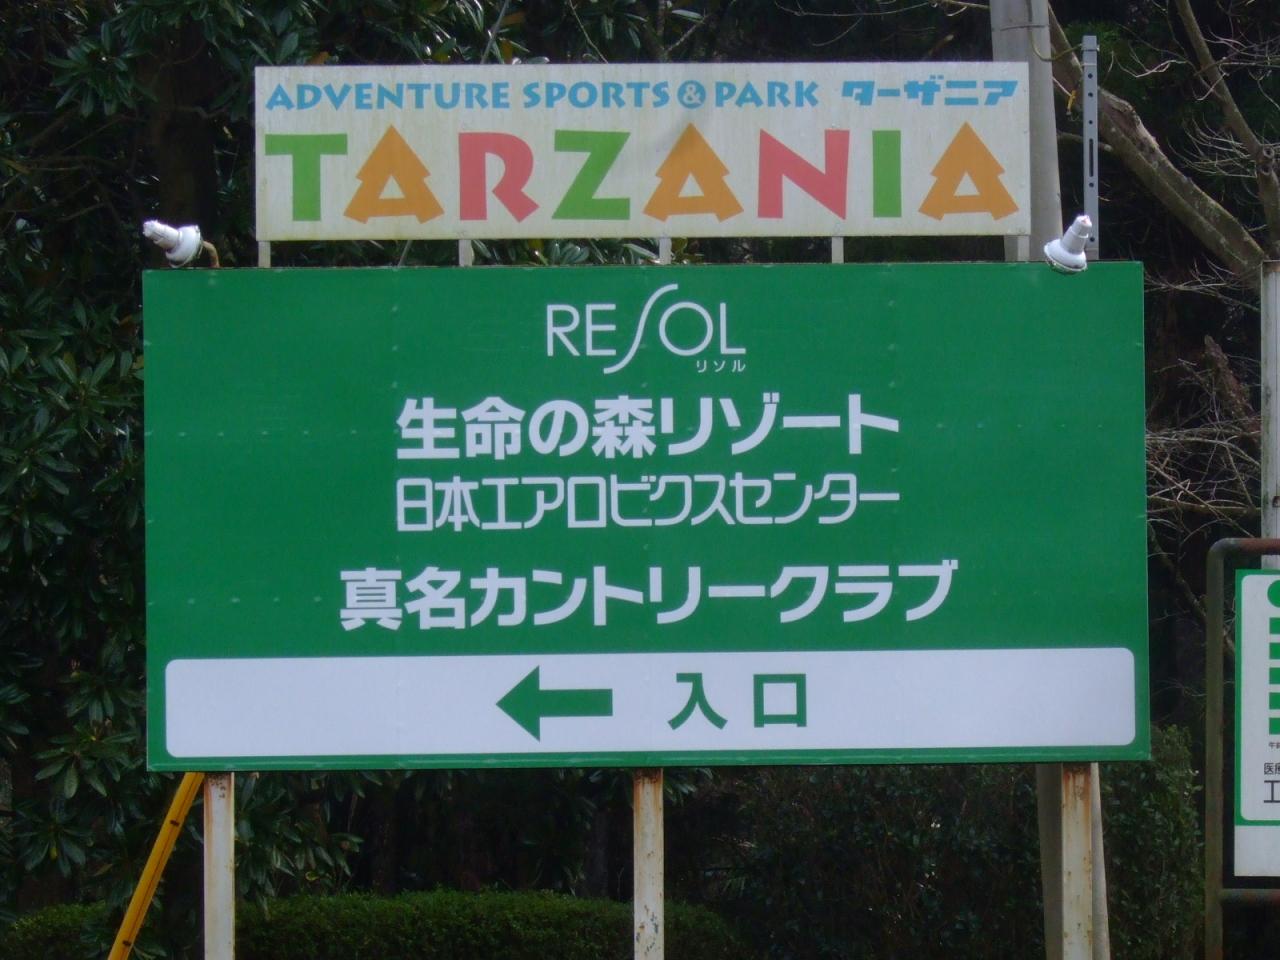 ADVENTURE SPORTS & PARK ターザニア
TARZANIA
RESOL
リソル
生命の森リゾート
日本エアロビクスセンター
真名カントリークラブ
← 入口